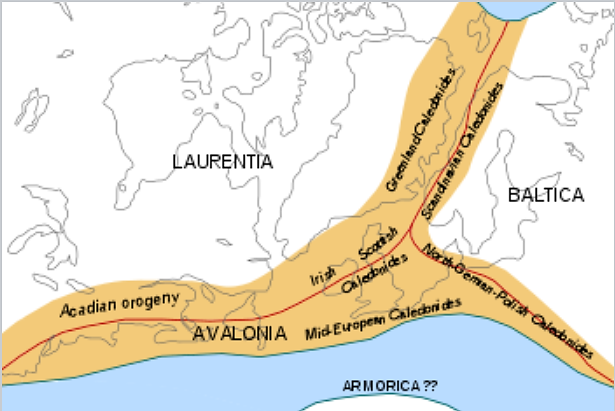 Greenland Caledonides
Scandinavian Caledonides
LAURENTIA
BALTICA
Irish
Scottish
Caledonides
North German-Polish Caledonides
Acadian orogeny
AVALONIA
Mid-European Caledonides
ARMORICA ??